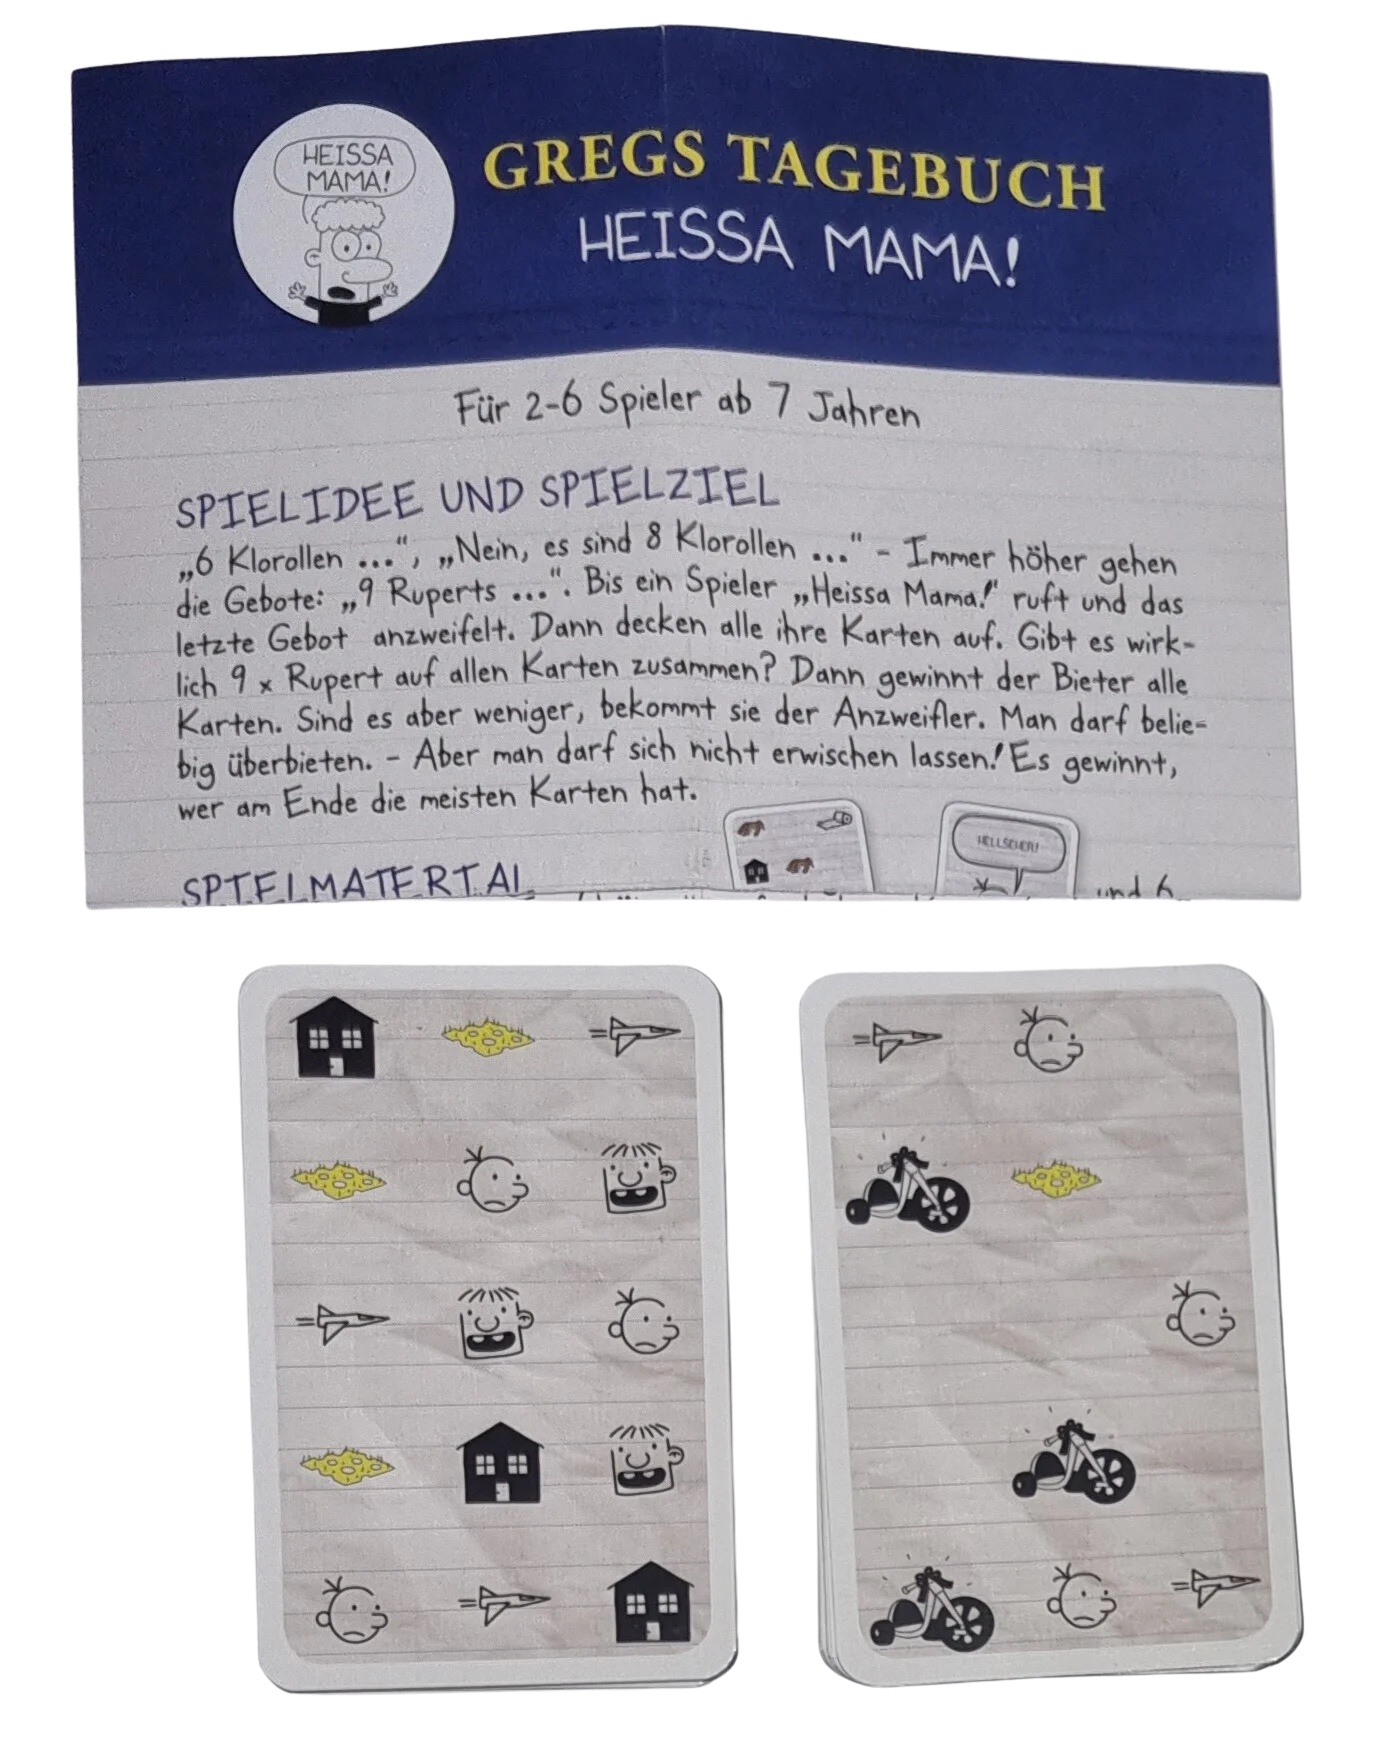 HEISSA
MAMA!
GREGS TAGEBUCH
HEISSA MAMA!
Für 2-6 Spieler ab 7 Jahren
SPIELIDEE UND SPIELZIEL
„6 Klorollen ...“, „Nein, es sind 8 Klorollen ...“ - Immer höher gehen
die Gebote: „9 Ruperts ...“. Bis ein Spieler „Heissa Mama!“ ruft und das
letzte Gebot anzweifelt. Dann decken alle ihre Karten auf. Gibt es wirk-
lich 9 x Rupert auf allen Karten zusammen? Dann gewinnt der Bieter alle
Karten. Sind es aber weniger, bekommt sie der Anzweifler. Man darf belie-
big überbieten. - Aber man darf sich nicht erwischen lassen! Es gewinnt,
wer am Ende die meisten Karten hat.
HELLSEHER!
SPIELMATERIAL
und 6